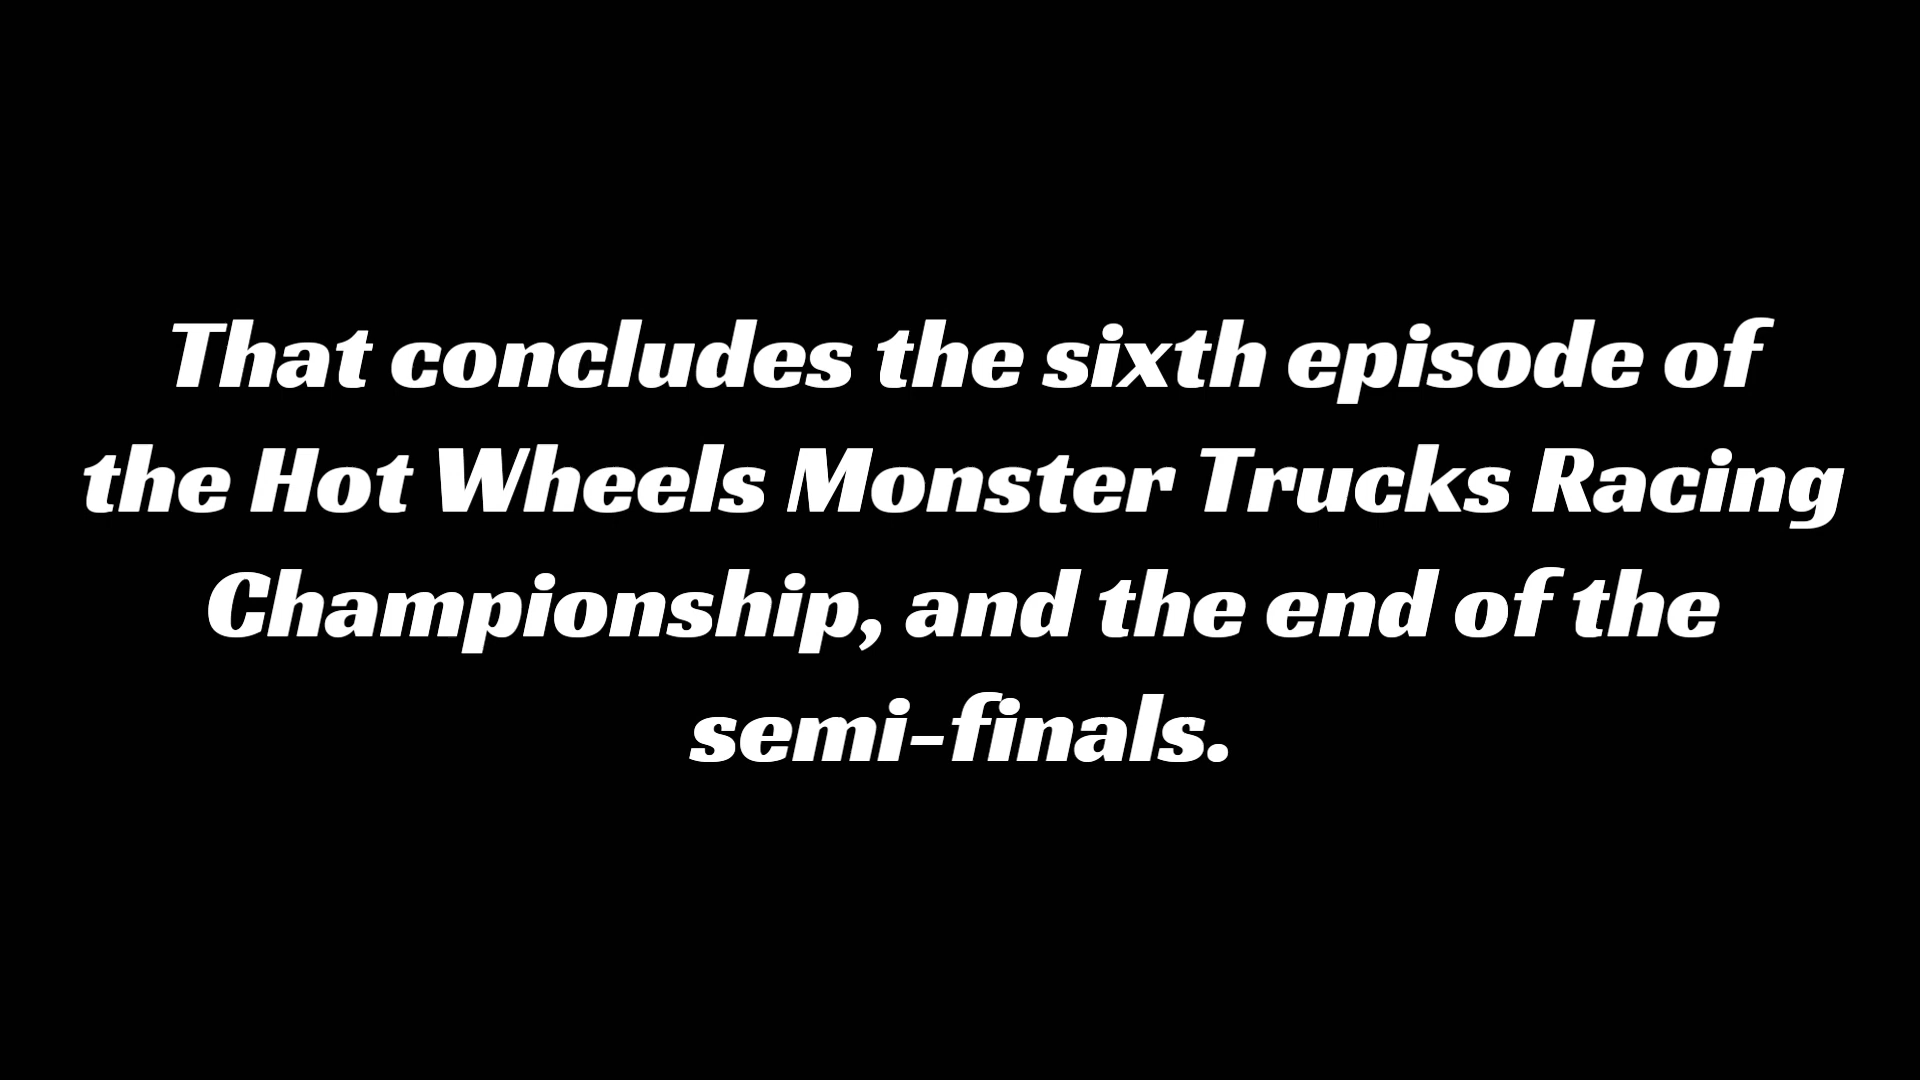 That concludes the sixth episode of
the Hot Wheels Monster Trucks Racing
Championship, and the end of the
semi-finals.